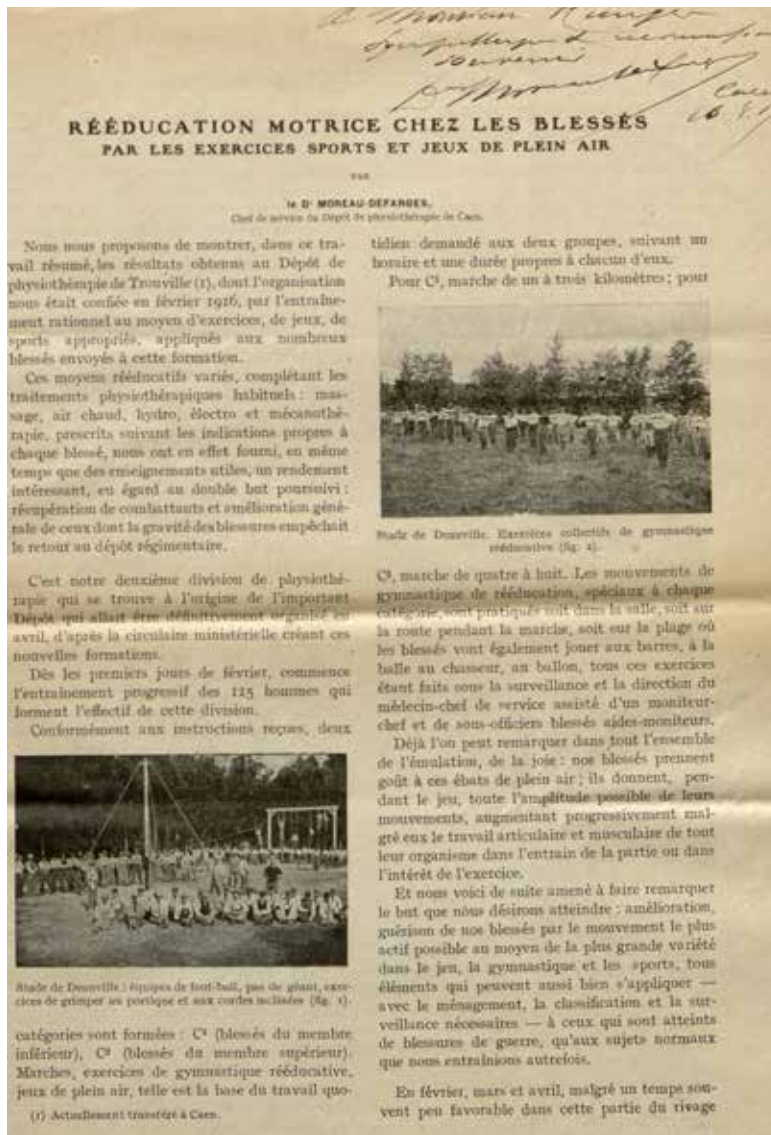 A Monsieur
RÉÉDUCATION MOTRICE CHEZ LES BLESSÉS
PAR LES EXERCICES SPORTS ET JEUX DE PLEIN AIR
PAR
le Dr MOREAU-DEFARGES,
Chef de service du Dépôt de physiothérapie de Caen.
Nous nous proposons de montrer, dans ce tra-
vail résumé, les résultats obtenus au Dépôt de
physiothérapie de Trouville (1), dont l'organisation
nous était confiée en février 1916, par l'entraîne-
ment rationnel au moyen d'exercices, de jeux, de
sports appropriés, appliqués aux nombreux
blessés envoyés à cette formation.
Ces moyens rééducatifs variés, complétant les
traitements physiothérapiques habituels : mas-
sage, air chaud, hydro, électro et mécanothé-
rapie, prescrits suivant les indications propres à
chaque blessé, nous ont en effet fourni, en même
temps que des enseignements utiles, un rendement
intéressant, eu égard au double but poursuivi :
récupération de combattants et amélioration géné-
rale de ceux dont la gravité des blessures empêchait
le retour au dépôt régimentaire.
C'est notre deuxième division de physiothé-
rapie qui se trouve à l'origine de l'important
Dépôt qui allait être définitivement organisé en
avril, d'après la circulaire ministérielle créant ces
nouvelles formations.
Dès les premiers jours de février, commence
l'entraînement progressif des 125 hommes qui
forment l'effectif de cette division.
Conformément aux instructions reçues, deux
Stade de Deauville : équipes de foot-ball, pas de géant, exer-
cices de grimper au portique et aux cordes inclinées (fig. 1).
catégories sont formées : C² (blessés du membre
inférieur), C³ (blessés du membre supérieur).
Marches, exercices de gymnastique rééducative,
jeux de plein air, telle est la base du travail quo-
(1) Actuellement transféré à Caen.
tidien demandé aux deux groupes, suivant un
horaire et une durée propres à chacun d'eux.
Pour C², marche de un à trois kilomètres ; pour
Stade de Deauville. Exercices collectifs de gymnastique
rééducative (fig. 2).
C³, marche de quatre à huit. Les mouvements de
gymnastique de rééducation, spéciaux à chaque
catégorie, sont pratiqués soit dans la salle, soit sur
la route pendant la marche, soit sur la plage où
les blessés vont également jouer aux barres, à la
balle au chasseur, au ballon, tous ces exercices
étant faits sous la surveillance et la direction du
médecin-chef de service assisté d'un moniteur-
chef et de sous-officiers blessés aides-moniteurs.
Déjà l'on peut remarquer dans tout l'ensemble
de l'émulation, de la joie : nos blessés prennent
goût à ces ébats de plein air ; ils donnent, pen-
dant le jeu, toute l'amplitude possible de leurs
mouvements, augmentant progressivement mal-
gré eux le travail articulaire et musculaire de tout
leur organisme dans l'entrain de la partie ou dans
l'intérêt de l'exercice.
Et nous voici de suite amené à faire remarquer
le but que nous désirons atteindre : amélioration,
guérison de nos blessés par le mouvement le plus
actif possible au moyen de la plus grande variété
dans le jeu, la gymnastique et les sports, tous
éléments qui peuvent aussi bien s'appliquer —
avec le ménagement, la classification et la sur-
veillance nécessaires — à ceux qui sont atteints
de blessures de guerre, qu'aux sujets normaux
que nous entraînions autrefois.
En février, mars et avril, malgré un temps sou-
vent peu favorable dans cette partie du rivage